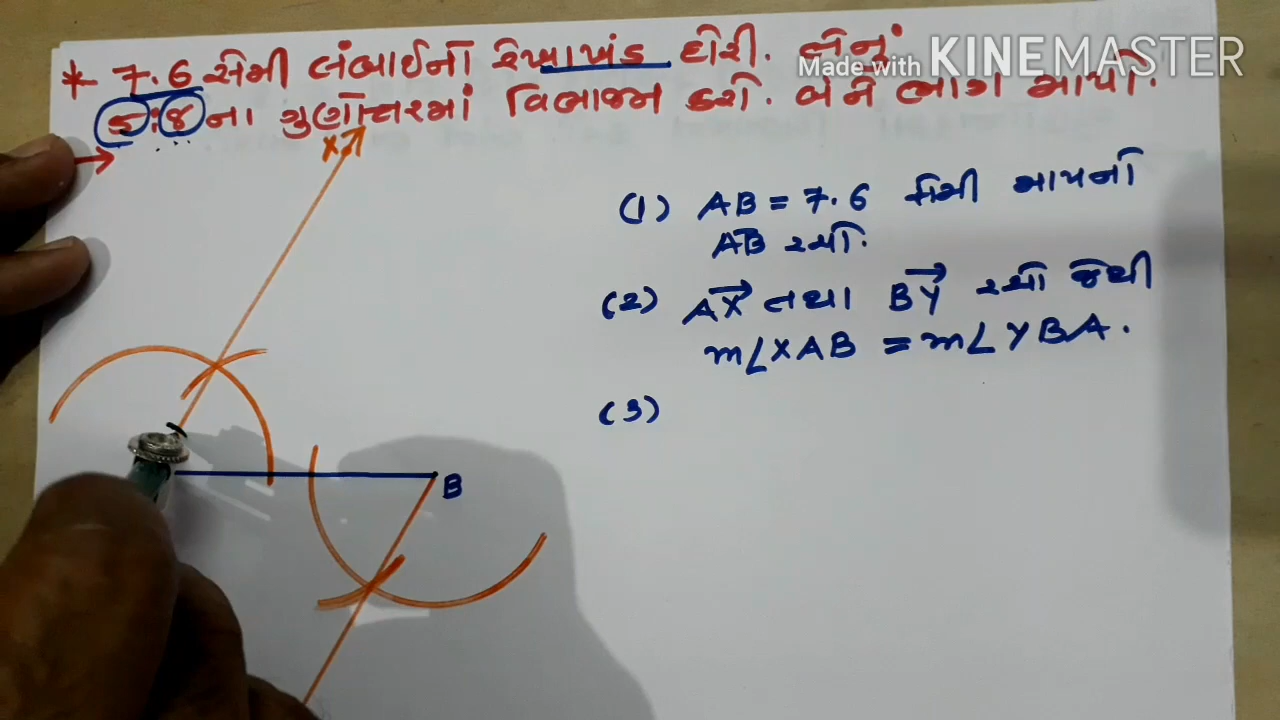 * 7.6 સેમી લંબાઈનો રેખાખંડ દોરી. તેનું
5:8 ના ગુણોત્તરમાં વિભાજન કરો. બંને ભાગ માપો.
Made with KINEMASTER
X
(1) AB = 7.6 સેમી માપનો
AB રચો.
(2) AX તથા BY રચો જેથી
m∠XAB = m∠YBA.
(3)
B